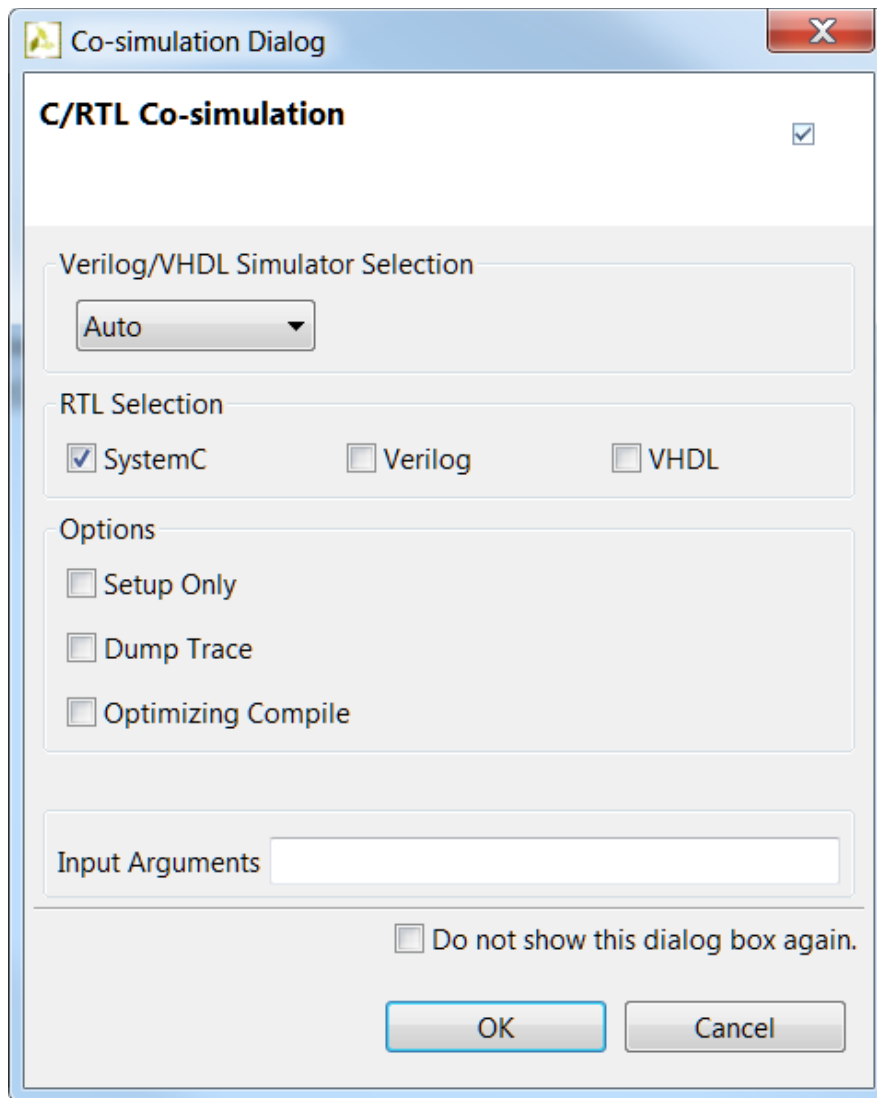 Co-simulation Dialog
C/RTL Co-simulation
Verilog/VHDL Simulator Selection
Auto
RTL Selection
SystemC Verilog VHDL
Options
Setup Only
Dump Trace
Optimizing Compile
Input Arguments
Do not show this dialog box again.
OK Cancel